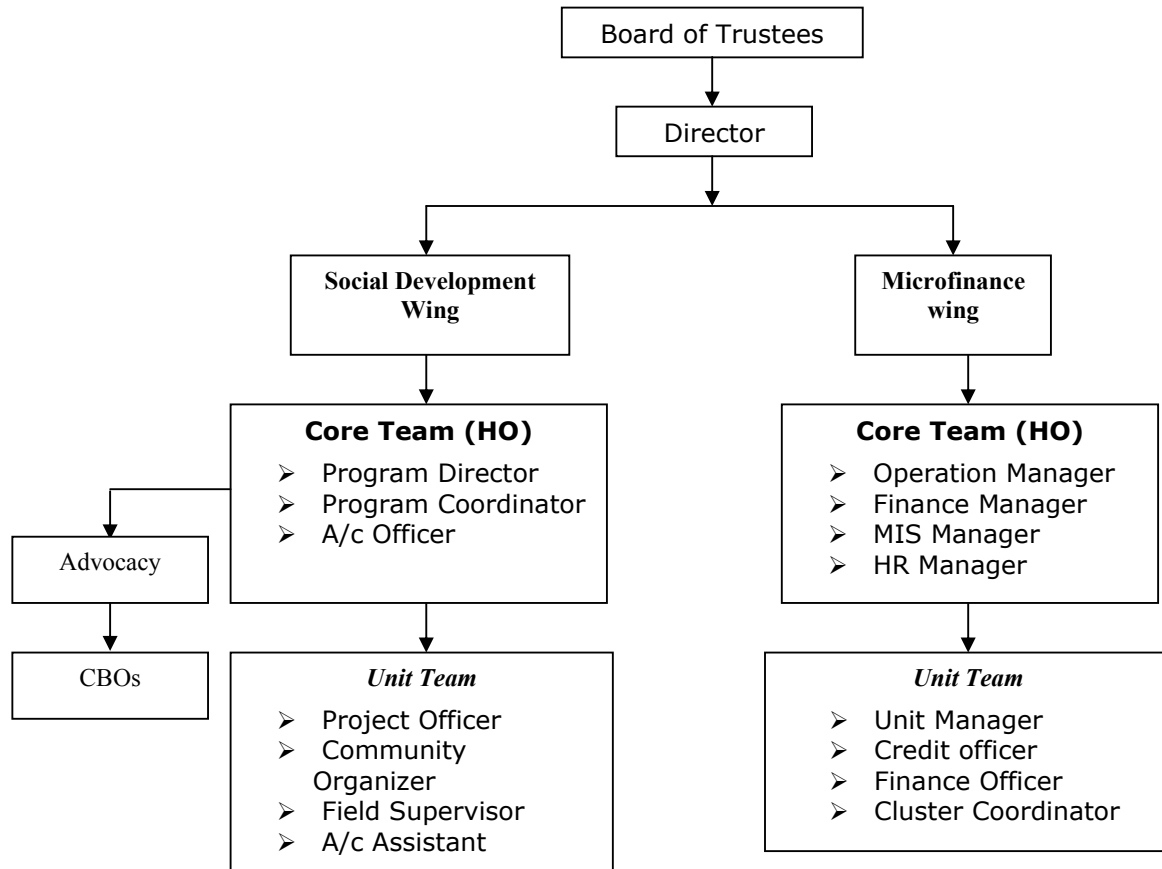 Board of Trustees
Director
Social Development
Wing
Microfinance
wing
Core Team (HO)
➢ Program Director
➢ Program Coordinator
➢ A/c Officer
Core Team (HO)
➢ Operation Manager
➢ Finance Manager
➢ MIS Manager
➢ HR Manager
Advocacy
CBOs
Unit Team
➢ Project Officer
➢ Community
Organizer
➢ Field Supervisor
➢ A/c Assistant
Unit Team
➢ Unit Manager
➢ Credit officer
➢ Finance Officer
➢ Cluster Coordinator